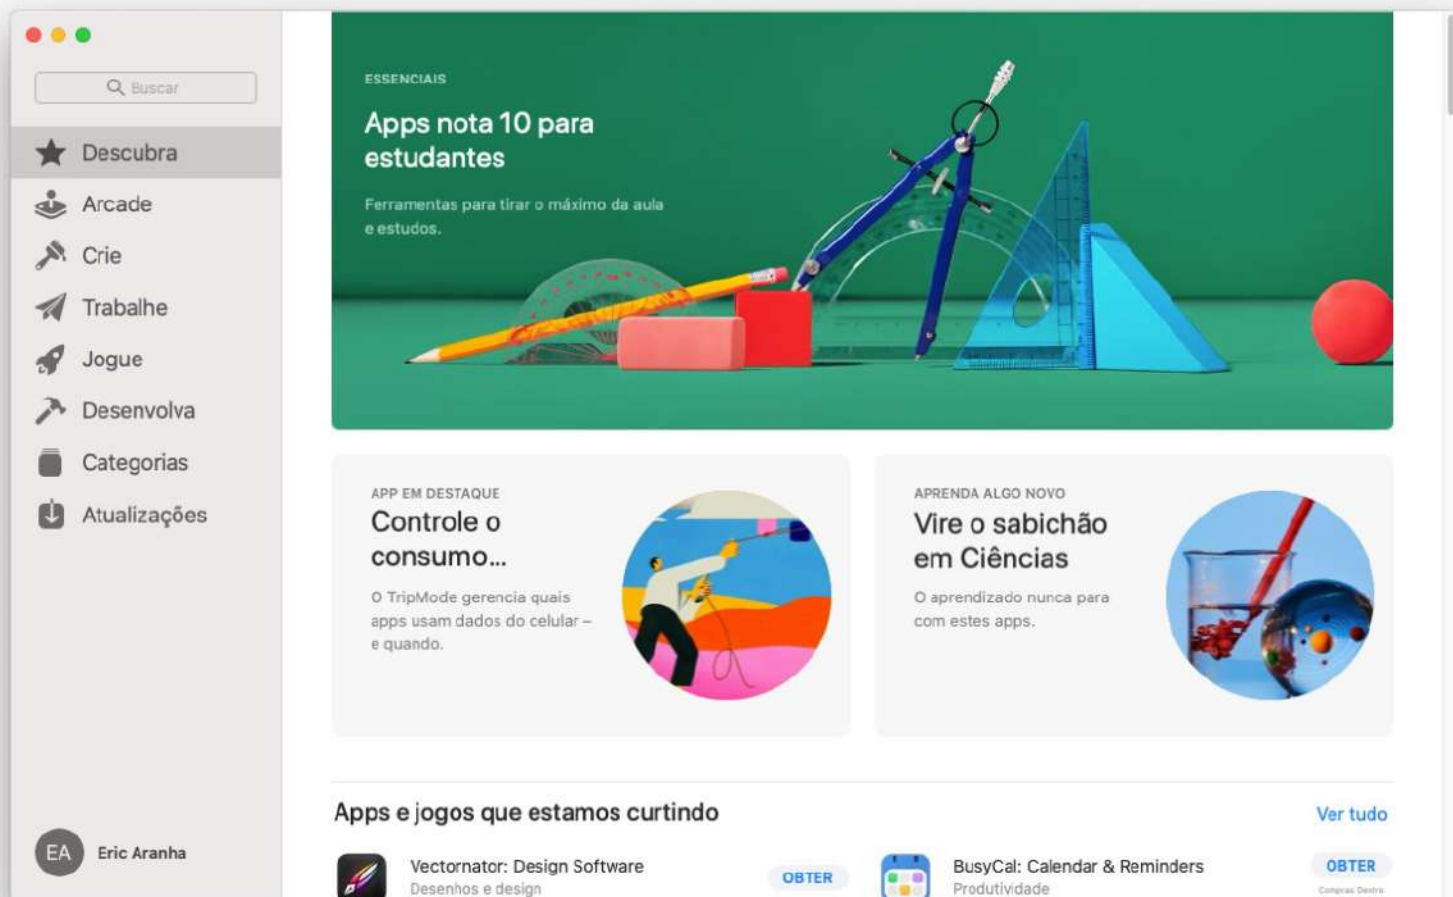 Buscar
Descubra
Arcade
Crie
Trabalhe
Jogue
Desenvolva
Categorias
Atualizações
EA
Eric Aranha
ESSENCIAIS
Apps nota 10 para
estudantes
Ferramentas para tirar o máximo da aula
e estudos.
APP EM DESTAQUE
Controle o
consumo...
O TripMode gerencia quais
apps usam dados do celular –
e quando.
APRENDA ALGO NOVO
Vire o sabichão
em Ciências
O aprendizado nunca para
com estes apps.
Apps e jogos que estamos curtindo
Ver tudo
Vectornator: Design Software
Desenhos e design
OBTER
BusyCal: Calendar & Reminders
Produtividade
OBTER
Compras Dentro